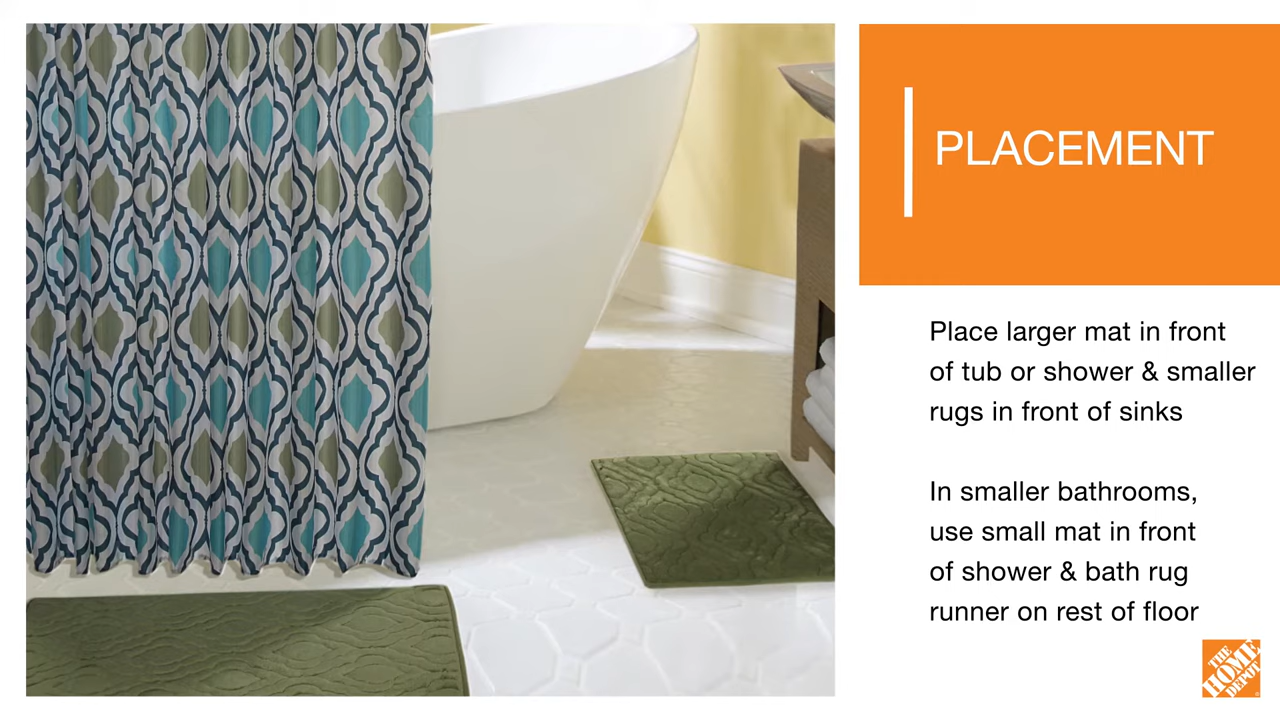 PLACEMENT
Place larger mat in front
of tub or shower & smaller
rugs in front of sinks
In smaller bathrooms,
use small mat in front
of shower & bath rug
runner on rest of floor
THE
HOME
DEPOT